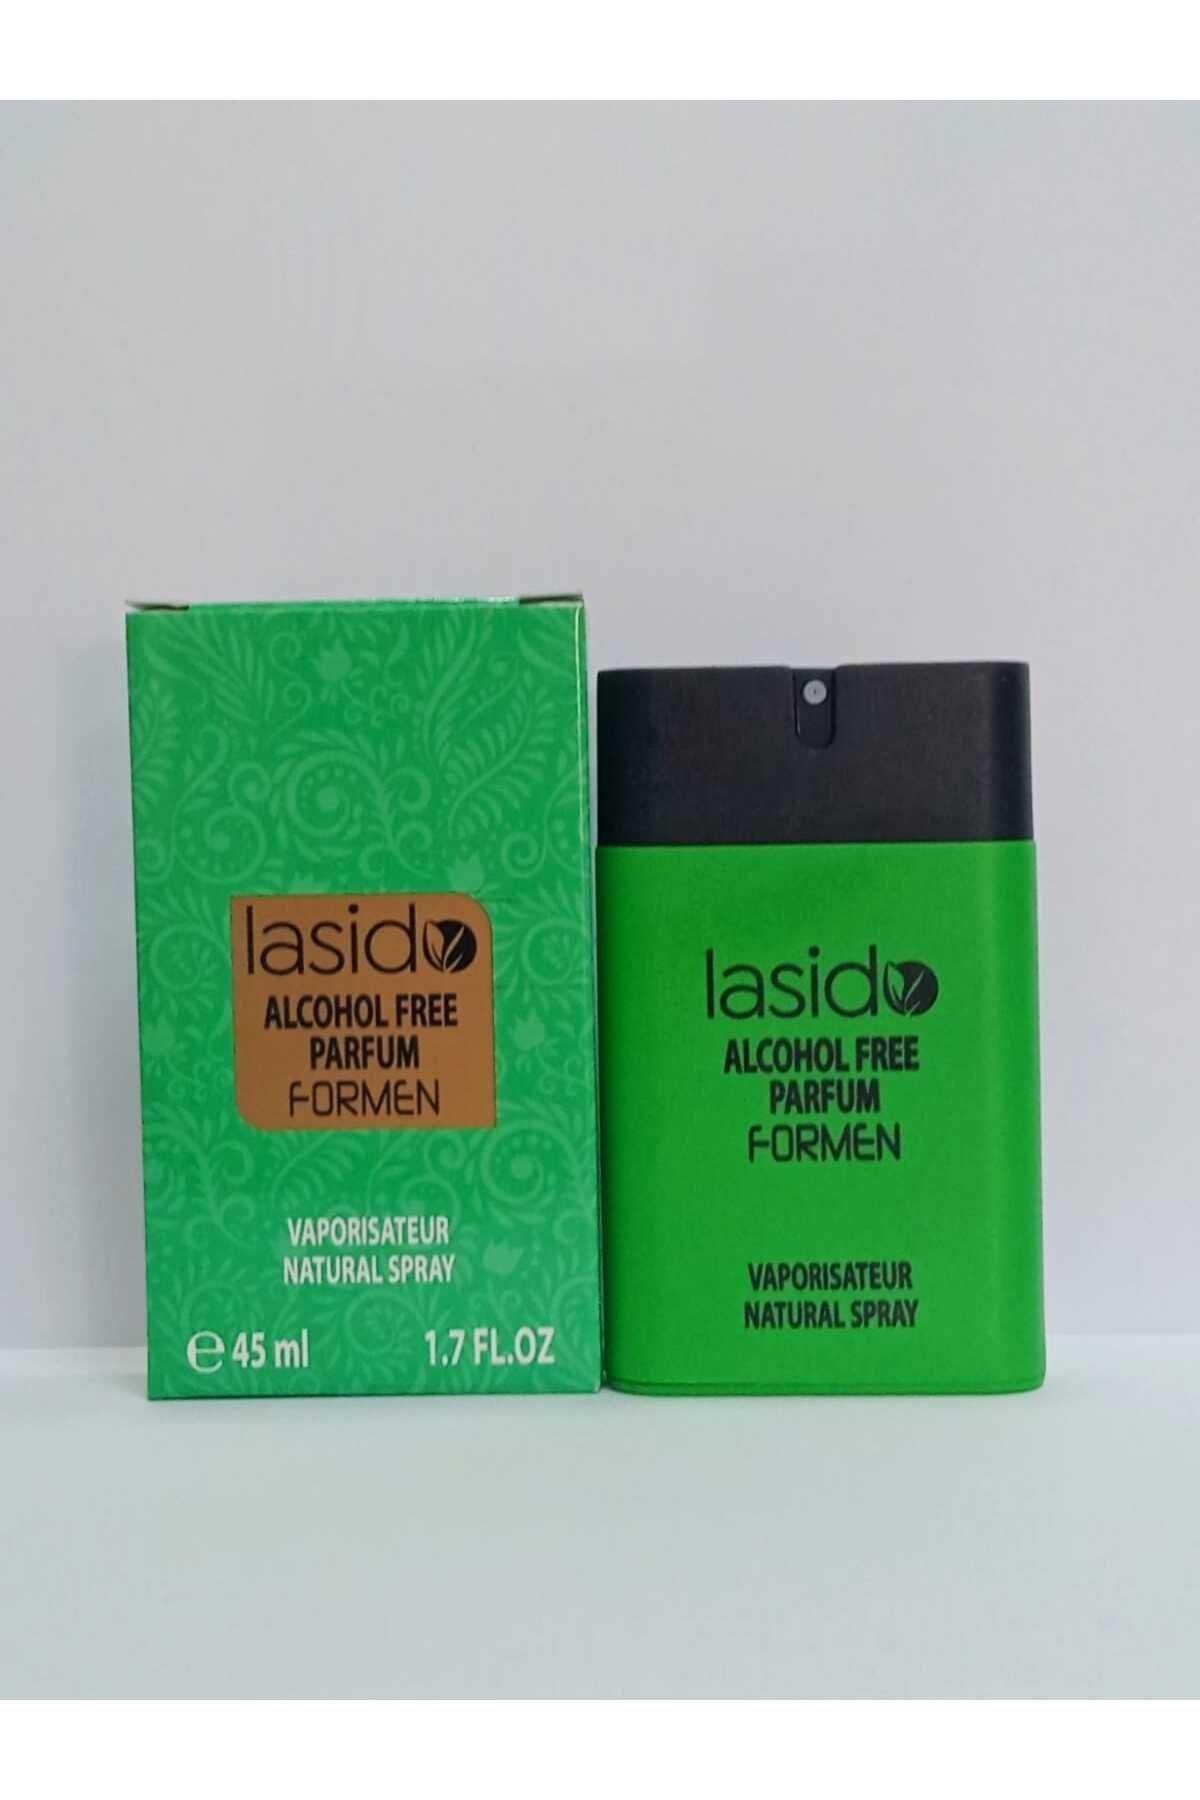 lasido
ALCOHOL FREE
PARFUM
FORMEN
VAPORISATEUR
NATURAL SPRAY
℮ 45 ml 1.7 FL.OZ
lasido
ALCOHOL FREE
PARFUM
FORMEN
VAPORISATEUR
NATURAL SPRAY